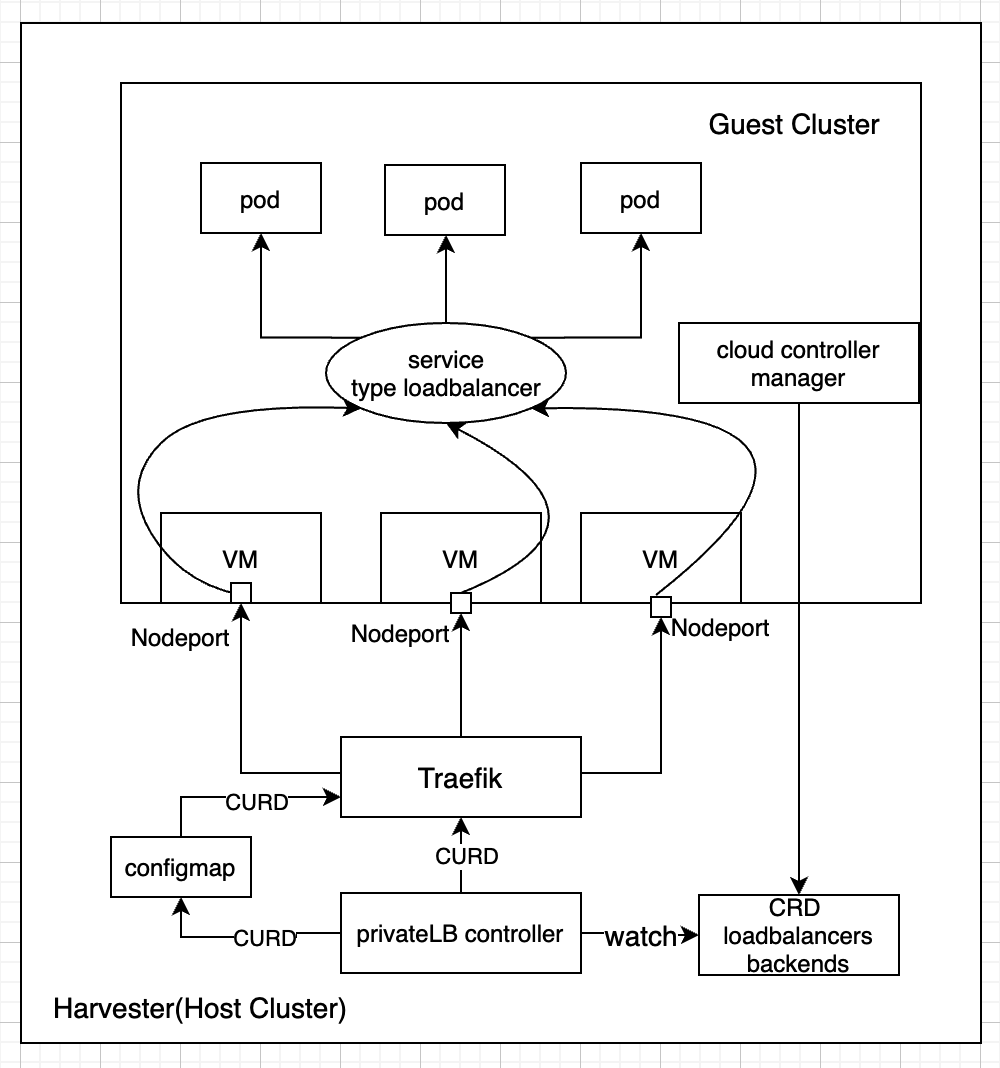 Guest Cluster
pod
pod
pod
service
type loadbalancer
cloud controller
manager
VM
VM
VM
Nodeport
Nodeport
Nodeport
Traefik
CURD
CURD
configmap
CURD
privateLB controller
watch
CRD
loadbalancers
backends
Harvester(Host Cluster)